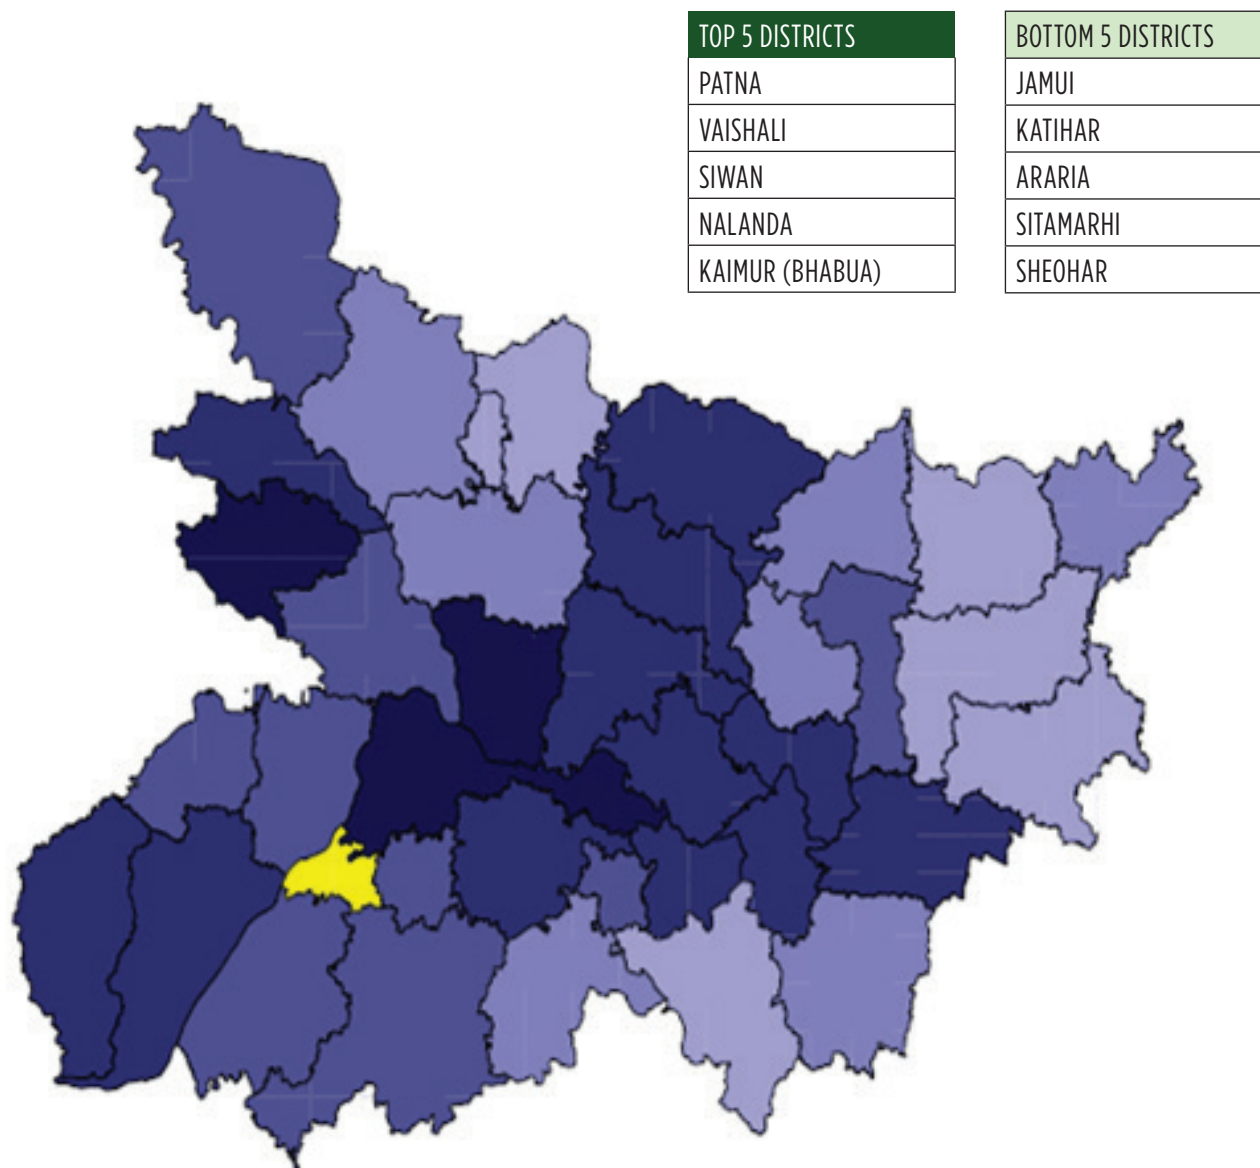 TOP 5 DISTRICTS
PATNA
VAISHALI
SIWAN
NALANDA
KAIMUR (BHABUA)
BOTTOM 5 DISTRICTS
JAMUI
KATIHAR
ARARIA
SITAMARHI
SHEOHAR